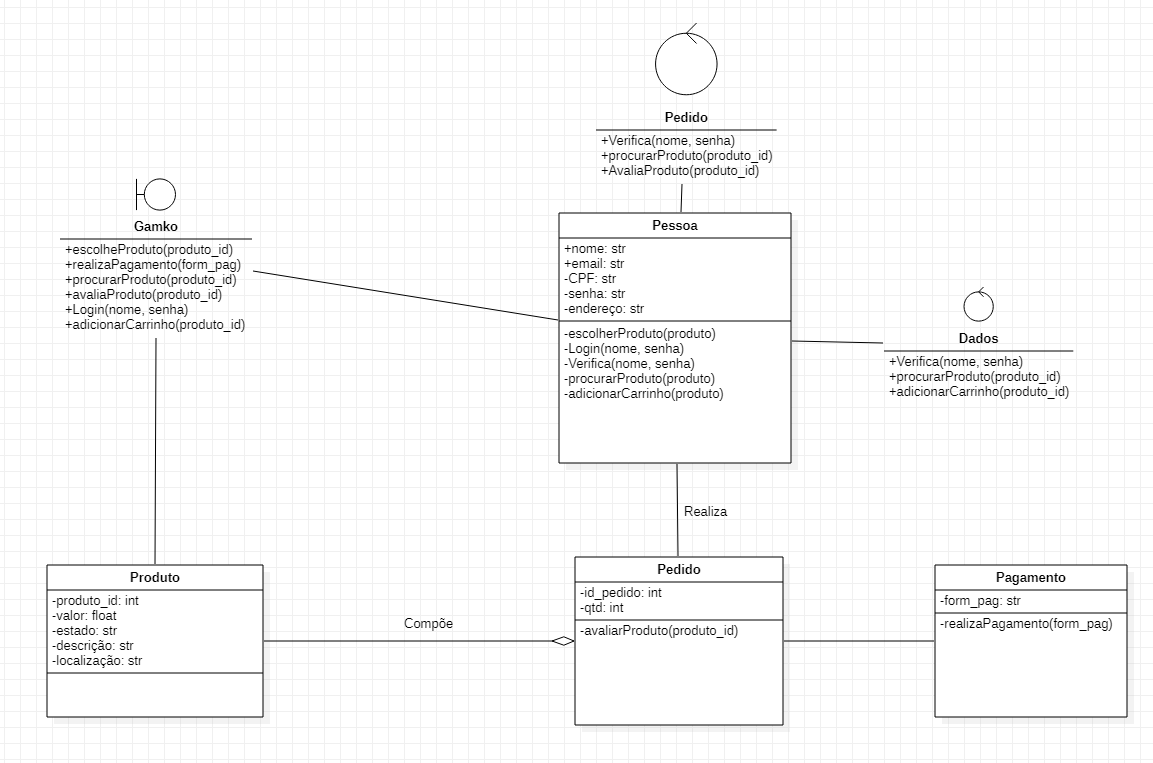 Pedido
+Verifica(nome, senha)
+procurarProduto(produto_id)
+AvaliaProduto(produto_id)
Gamko
+escolheProduto(produto_id)
+realizaPagamento(form_pag)
+procurarProduto(produto_id)
+avaliaProduto(produto_id)
+Login(nome, senha)
+adicionarCarrinho(produto_id)
Pessoa
+nome: str
+email: str
-CPF: str
-senha: str
-endereço: str
-escolherProduto(produto)
-Login(nome, senha)
-Verifica(nome, senha)
-procurarProduto(produto)
-adicionarCarrinho(produto)
Dados
+Verifica(nome, senha)
+procurarProduto(produto_id)
+adicionarCarrinho(produto_id)
Realiza
Produto
-produto_id: int
-valor: float
-estado: str
-descrição: str
-localização: str
Compõe
Pedido
-id_pedido: int
-qtd: int
-avaliarProduto(produto_id)
Pagamento
-form_pag: str
-realizaPagamento(form_pag)